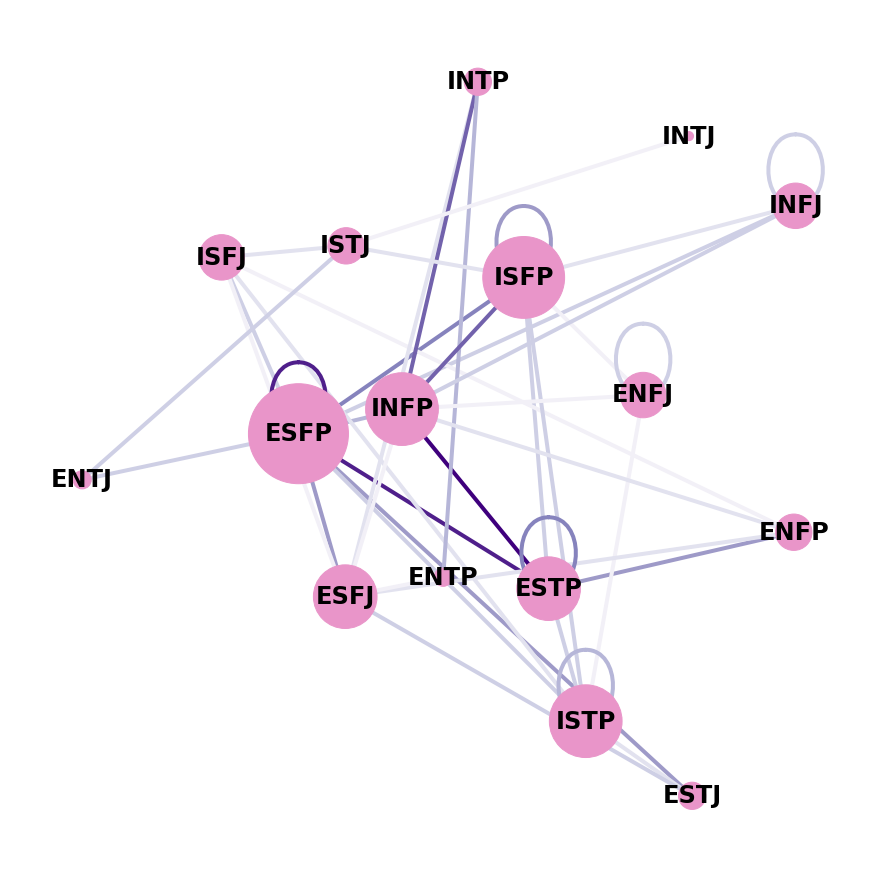 INTP
INTJ
INFJ
ISTJ
ISFJ
ISFP
ENFJ
INFP
ESFP
ENTJ
ENFP
ENTP
ESTP
ESFJ
ISTP
ESTJ